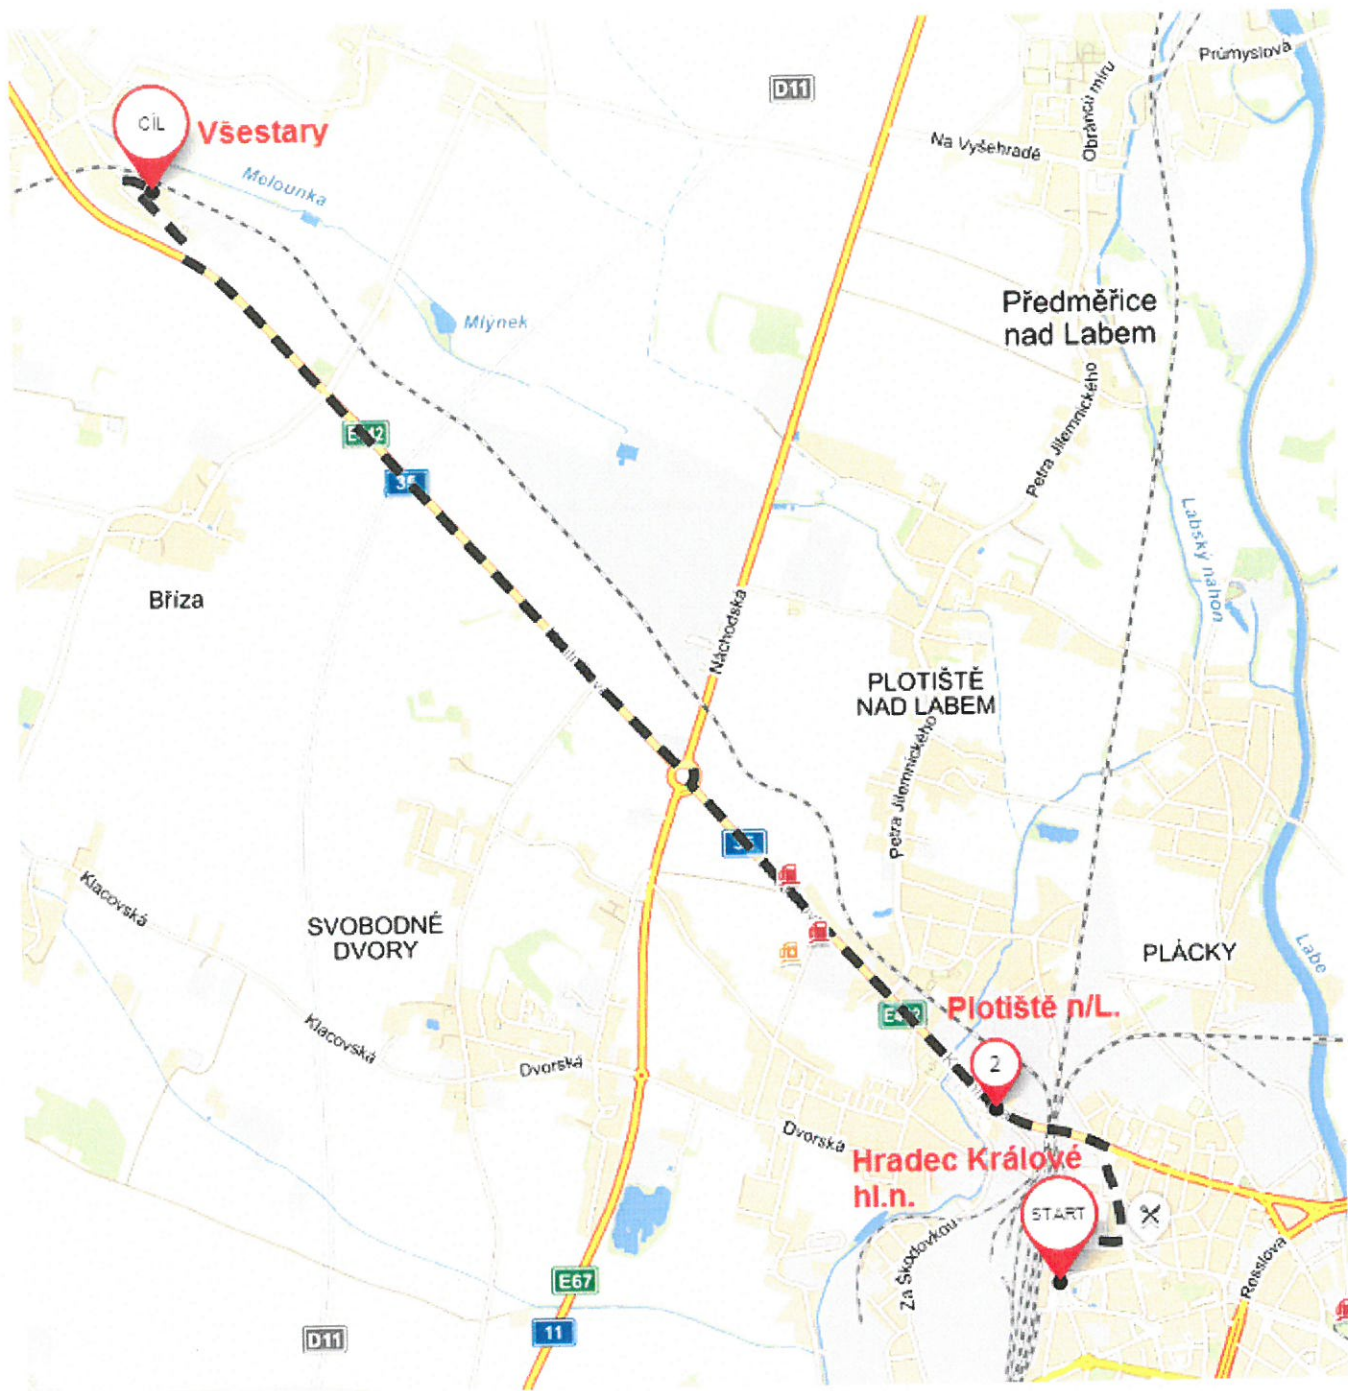 Průmyslová
D11
Obránců míru
CÍL
Všestary
Na Vyšehradě
Melounka
Předměřice
nad Labem
Mlýnek
Petra Jilemnického
35
Labský náhon
Bříza
Náchodská
PLOTIŠTĚ
NAD LABEM
Petra Jilemnického
Klacovská
SVOBODNÉ
DVORY
PLÁCKY
Labe
Plotiště n/L.
Klacovská
Dvorská
2
Dvorská
Hradec Králové
hl.n.
START
Za Škodovkou
E67
11
D11